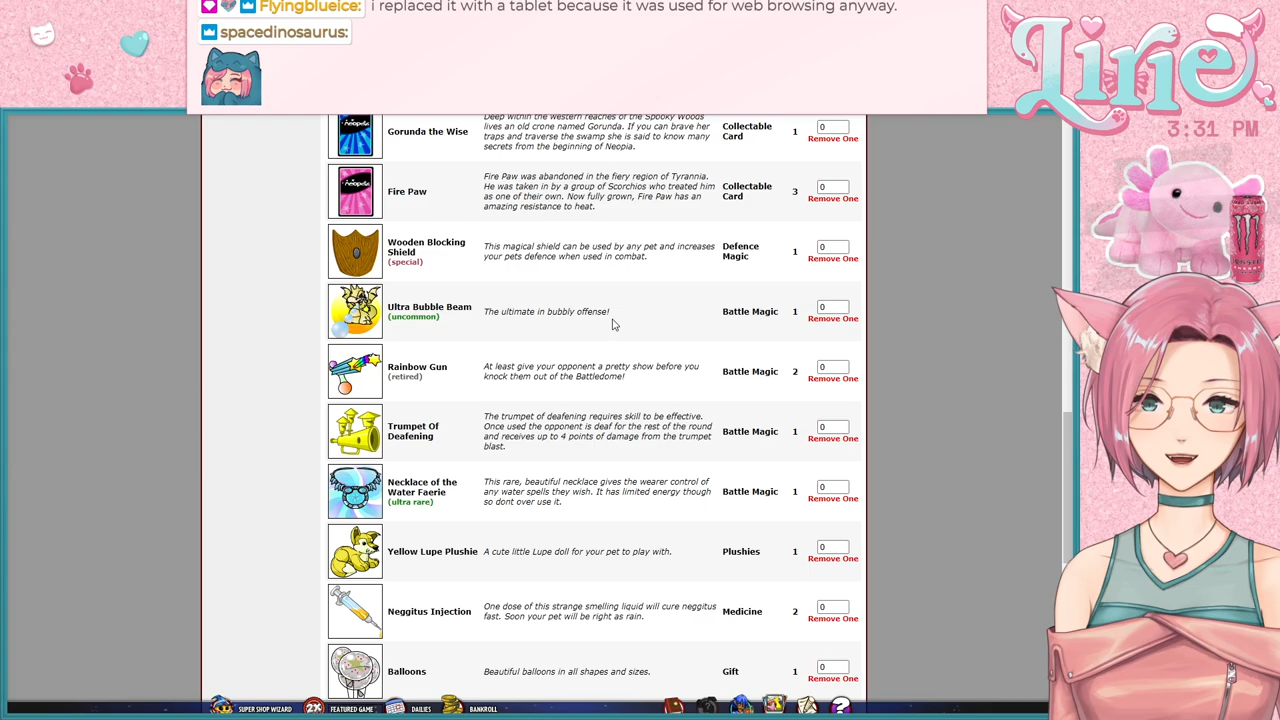 Flyingblueice: i replaced it with a tablet because it was used for web browsing anyway.
spacedinosaurus:
Lirie
3:31 PM
Deep within the western reaches of the Spooky Woods
Gorunda the Wise lives an old crone named Gorunda. If you can brave her Collectable 1 0
traps and traverse the swamp she is said to know many Card Remove One
secrets from the beginning of Neopia.
Neopets
Fire Paw was abandoned in the fiery region of Tyrannia.
Fire Paw He was taken in by a group of Scorchios who treated him Collectable 3 0
as one of their own. Now fully grown, Fire Paw has an Card Remove One
amazing resistance to heat.
Neopets
Wooden Blocking This magical shield can be used by any pet and increases Defence 1 0
Shield your pets defence when used in combat. Magic Remove One
(special)
Ultra Bubble Beam The ultimate in bubbly offense! Battle Magic 1 0
(uncommon) Remove One
Rainbow Gun At least give your opponent a pretty show before you Battle Magic 2 0
(retired) knock them out of the Battledome! Remove One
The trumpet of deafening requires skill to be effective.
Trumpet Of Once used the opponent is deaf for the rest of the round Battle Magic 1 0
Deafening and receives up to 4 points of damage from the trumpet Remove One
blast.
Necklace of the This rare, beautiful necklace gives the wearer control of Battle Magic 1 0
Water Faerie any water spells they wish. It has limited energy though Remove One
(ultra rare) so dont over use it.
Yellow Lupe Plushie A cute little Lupe doll for your pet to play with. Plushies 1 0
Remove One
Neggitus Injection One dose of this strange smelling liquid will cure neggitus Medicine 2 0
fast. Soon your pet will be right as rain. Remove One
Balloons Beautiful balloons in all shapes and sizes. Gift 1 0
Remove One
SUPER SHOP WIZARD 2X FEATURED GAME DAILIES BANKROLL ?